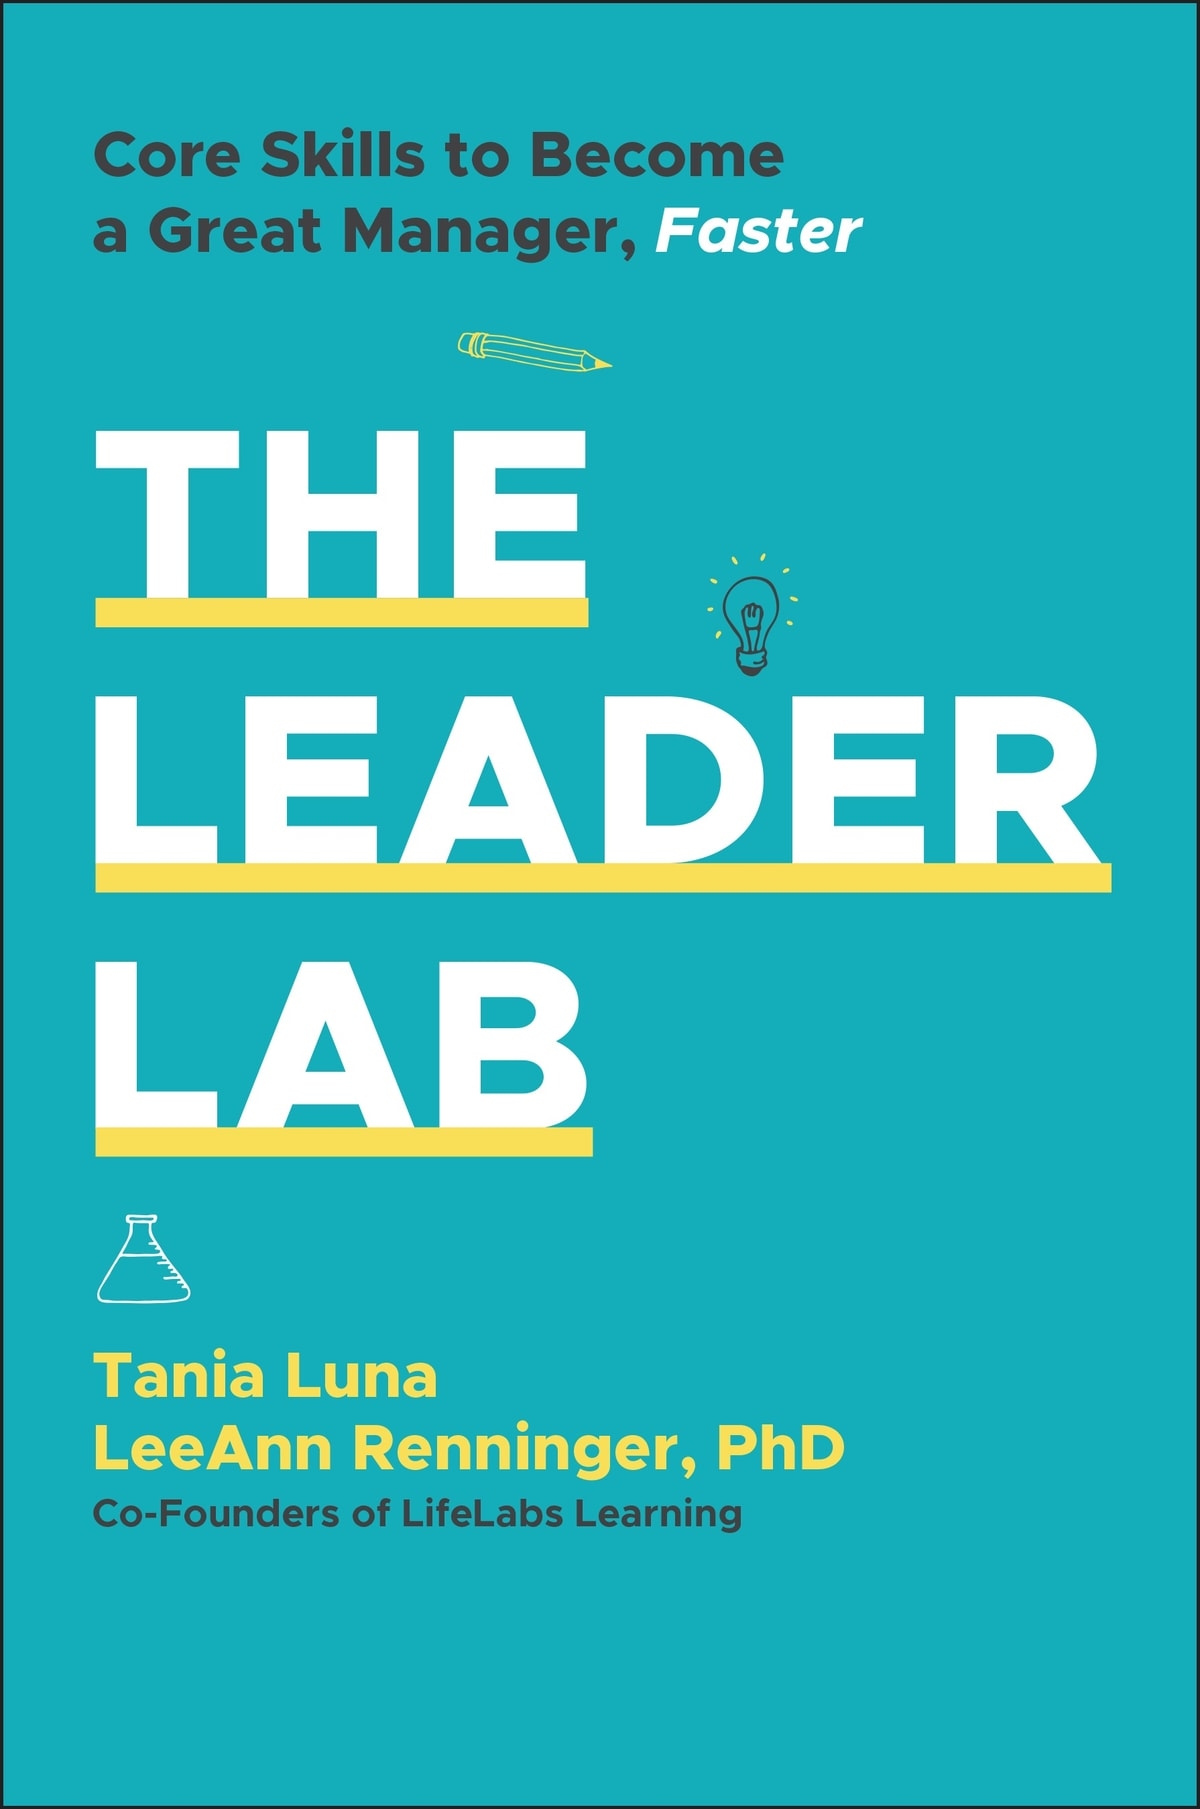 Core Skills to Become
a Great Manager, Faster
THE
LEADER
LAB
Tania Luna
LeeAnn Renninger, PhD
Co-Founders of LifeLabs Learning